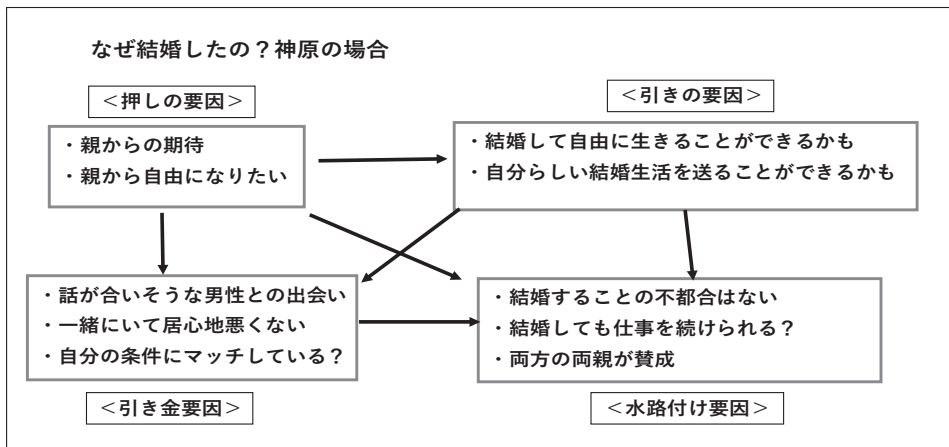 なぜ結婚したの？神原の場合
＜押しの要因＞
・親からの期待
・親から自由になりたい
＜引きの要因＞
・結婚して自由に生きることができるかも
・自分らしい結婚生活を送ることができるかも
・話が合いそうな男性との出会い
・一緒にいて居心地悪くない
・自分の条件にマッチしている？
＜引き金要因＞
・結婚することの不都合はない
・結婚しても仕事を続けられる？
・両方の両親が賛成
＜水路付け要因＞